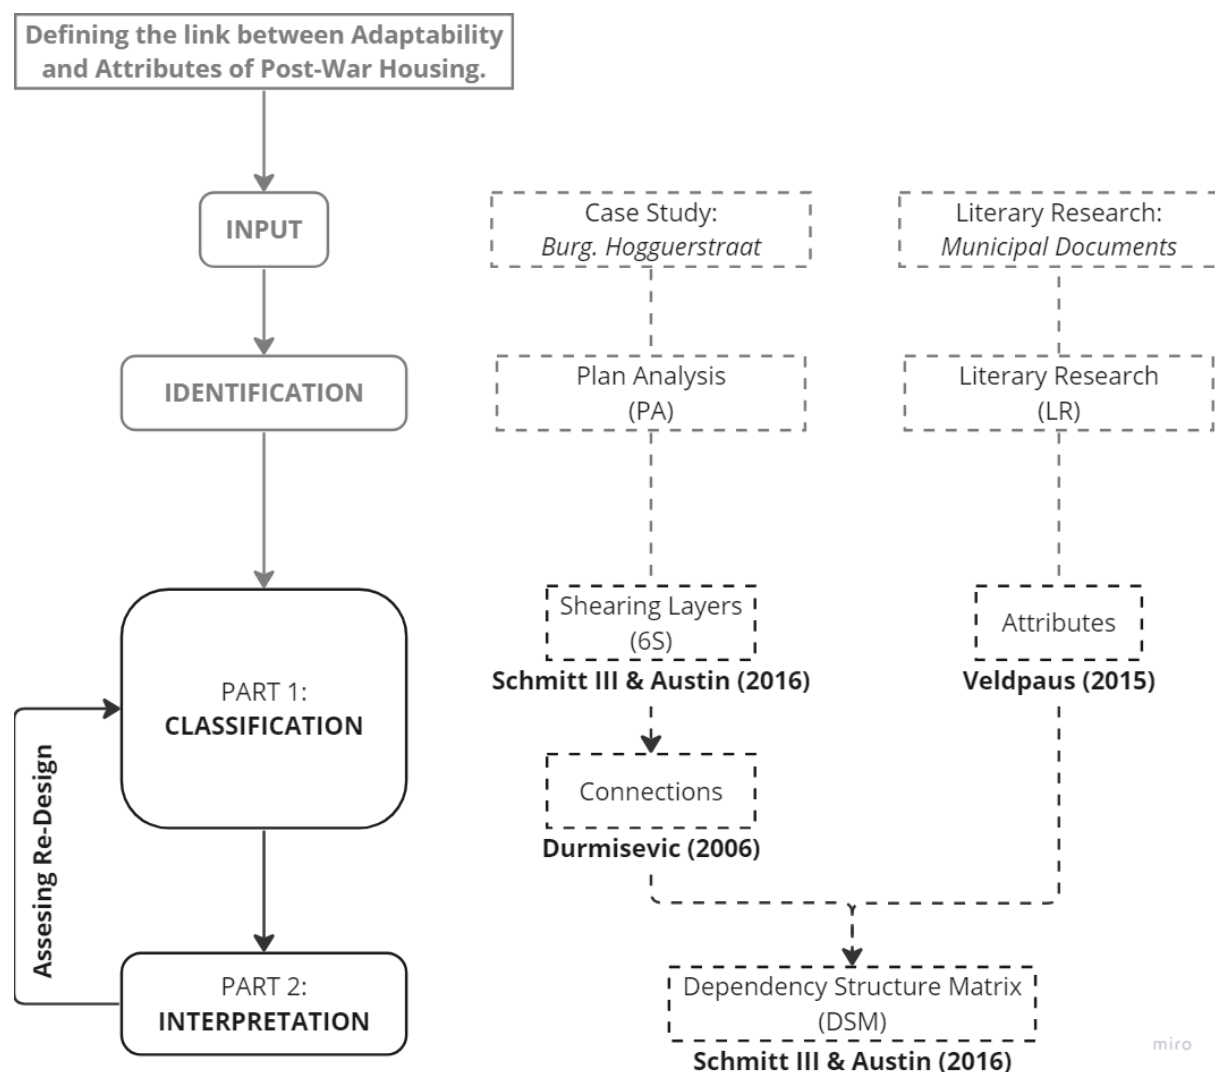 Defining the link between Adaptability
and Attributes of Post-War Housing.
INPUT
Case Study:
Burg. Hogguerstraat
Literary Research:
Municipal Documents
IDENTIFICATION
Plan Analysis
(PA)
Literary Research
(LR)
PART 1:
CLASSIFICATION
Shearing Layers
(6S)
Schmitt III & Austin (2016)
Attributes
Veldpaus (2015)
Connections
Durmisevic (2006)
Assesing Re-Design
PART 2:
INTERPRETATION
Dependency Structure Matrix
(DSM)
Schmitt III & Austin (2016)
miro